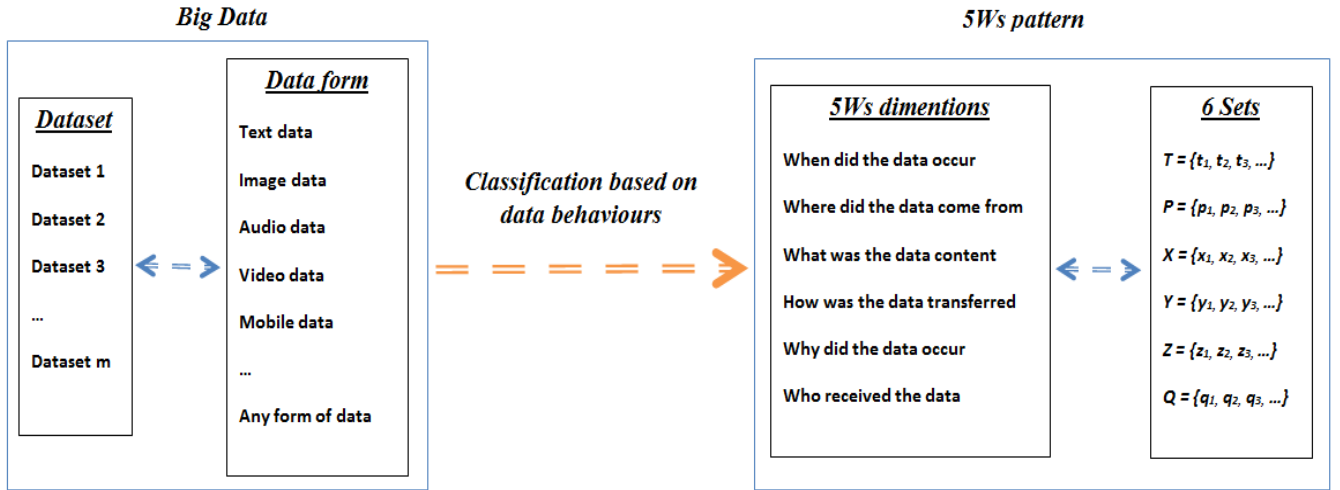 Big Data
Dataset
Dataset 1
Dataset 2
Dataset 3
...
Dataset m
Data form
Text data
Image data
Audio data
Video data
Mobile data
...
Any form of data
Classification based on
data behaviours
5Ws pattern
5Ws dimentions
When did the data occur
Where did the data come from
What was the data content
How was the data transferred
Why did the data occur
Who received the data
6 Sets
T = {t₁, t₂, t₃, ...}
P = {p₁, p₂, p₃, ...}
X = {x₁, x₂, x₃, ...}
Y = {y₁, y₂, y₃, ...}
Z = {z₁, z₂, z₃, ...}
Q = {q₁, q₂, q₃, ...}